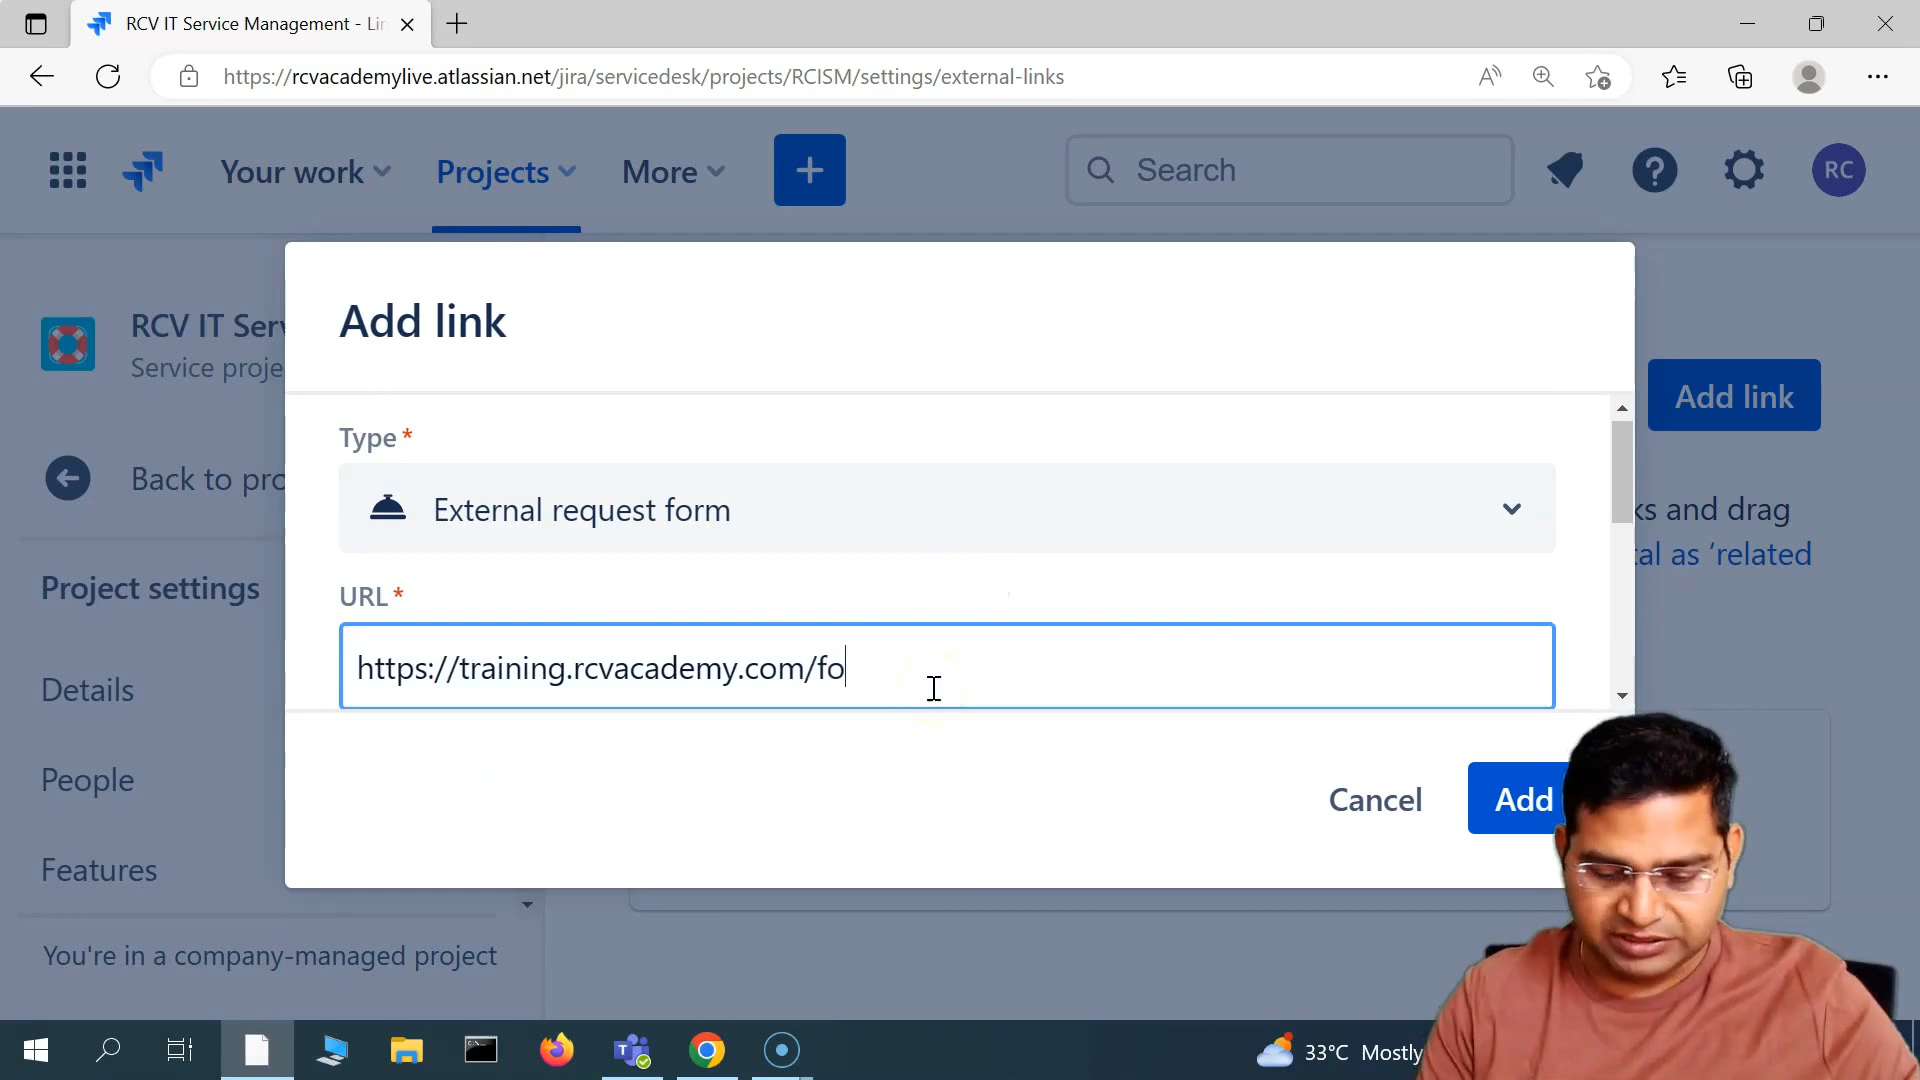 RCV IT Service Management - Lin
https://rcvacademylive.atlassian.net/jira/servicedesk/projects/RCISM/settings/external-links
Your work
Projects
More
+
Search
RC
RCV IT Serv
Service proje
Back to pro
Project settings
Details
People
Features
You're in a company-managed project
Add link
ks and drag
tal as ‘related
Add link
Type *
External request form
URL *
https://training.rcvacademy.com/fo
Cancel
Add
33°C Mostly